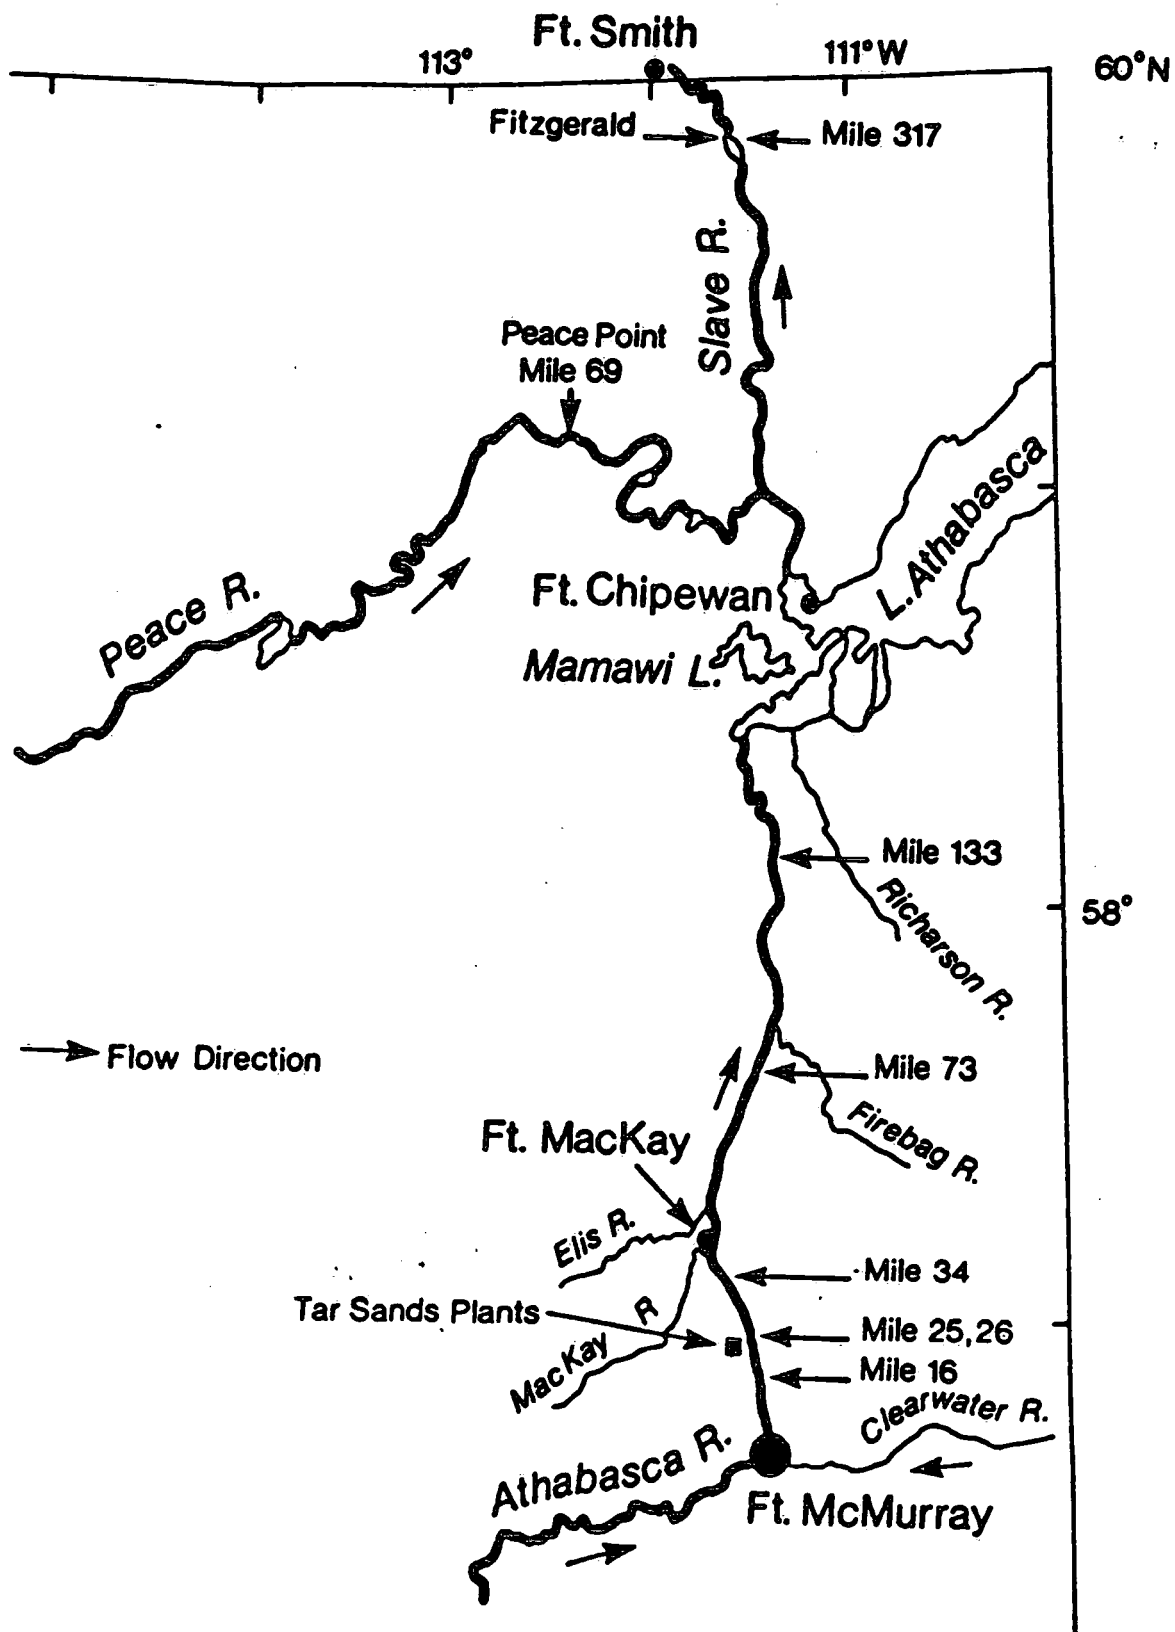 Ft. Smith
113°
111° W
60° N
Fitzgerald
Mile 317
Slave R.
Peace Point
Mile 69
L. Athabasca
Peace R.
Ft. Chipewan
Mamawi L.
Mile 133
58°
Richarson R.
Flow Direction
Mile 73
Firebag R.
Ft. MacKay
Elis R.
Mile 34
Tar Sands Plants
MacKay R
Mile 25,26
Mile 16
Clearwater R.
Athabasca R.
Ft. McMurray